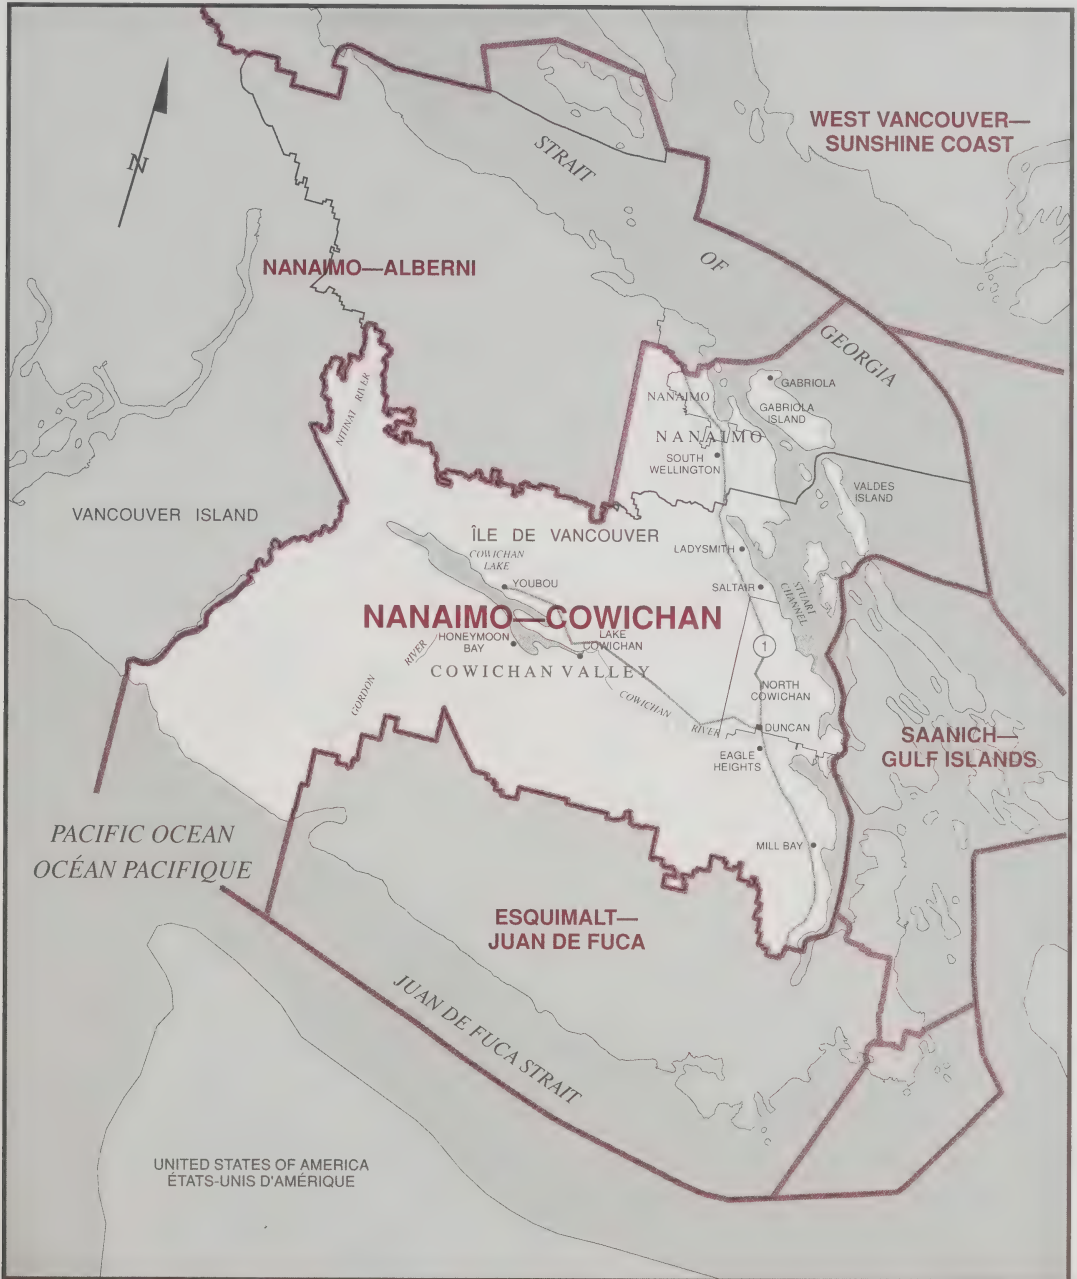 WEST VANCOUVER—
SUNSHINE COAST
STRAIT
OF
GEORGIA
N
NANAIMO—ALBERNI
NITINAT RIVER
NANAIMO
GABRIOLA
GABRIOLA
ISLAND
NANAIMO
SOUTH
WELLINGTON
VALDES
ISLAND
VANCOUVER ISLAND
ÎLE DE VANCOUVER
COWICHAN
LAKE
LADYSMITH
YOUBOU
SALTAIR
STUART
CHANNEL
NANAIMO—COWICHAN
HONEYMOON
BAY
LAKE
COWICHAN
1
COWICHAN VALLEY
GORDON
RIVER
COWICHAN
RIVER
NORTH
COWICHAN
DUNCAN
EAGLE
HEIGHTS
SAANICH—
GULF ISLANDS
PACIFIC OCEAN
OCÉAN PACIFIQUE
MILL BAY
ESQUIMALT—
JUAN DE FUCA
JUAN DE FUCA STRAIT
UNITED STATES OF AMERICA
ÉTATS-UNIS D'AMÉRIQUE